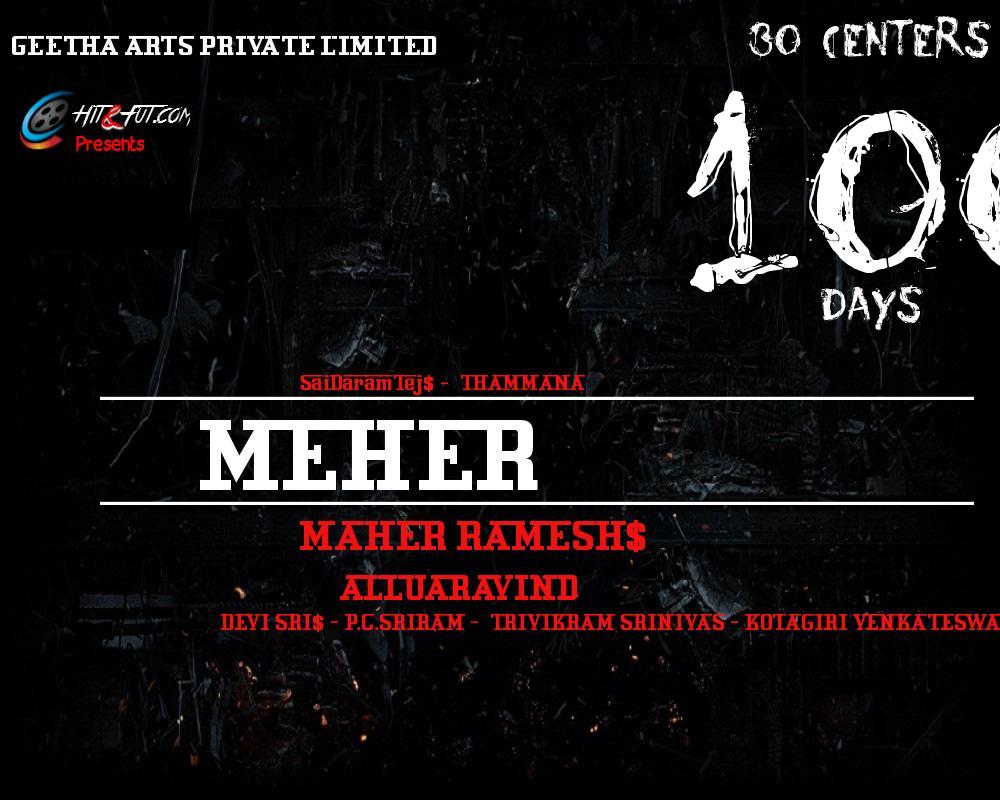 GEETHA ARTS PRIVATE LIMITED
30 CENTERS
HIT&FUT.COM
Presents
100
DAYS
SaiDaramTej$ - THAMMANA
MEHER
MAHER RAMESH$
ALLUARAVIND
DEVI SRI$ - P.C.SRIRAM - TRIVIKRAM SRINIVAS - KOTAGIRI VENKATESWA